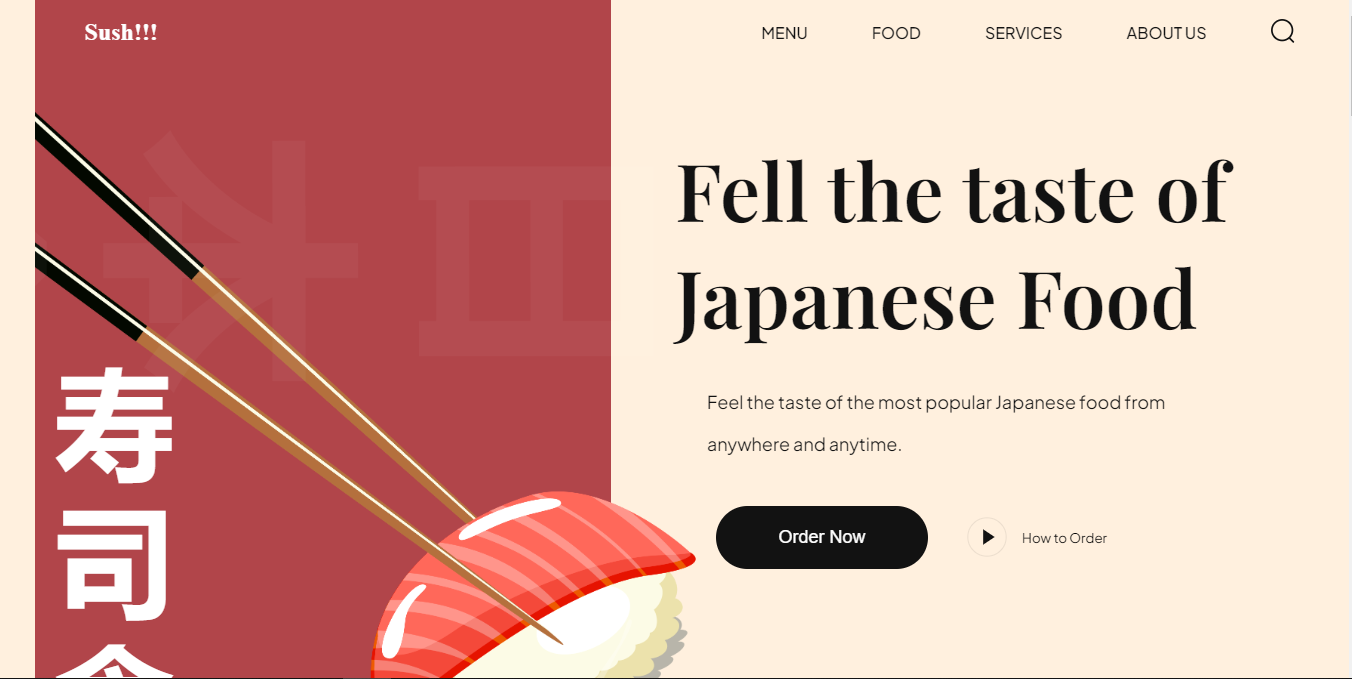 Sush!!!
MENU
FOOD
SERVICES
ABOUT US
Fell the taste of
Japanese Food
Feel the taste of the most popular Japanese food from
anywhere and anytime.
Order Now
How to Order
寿
司